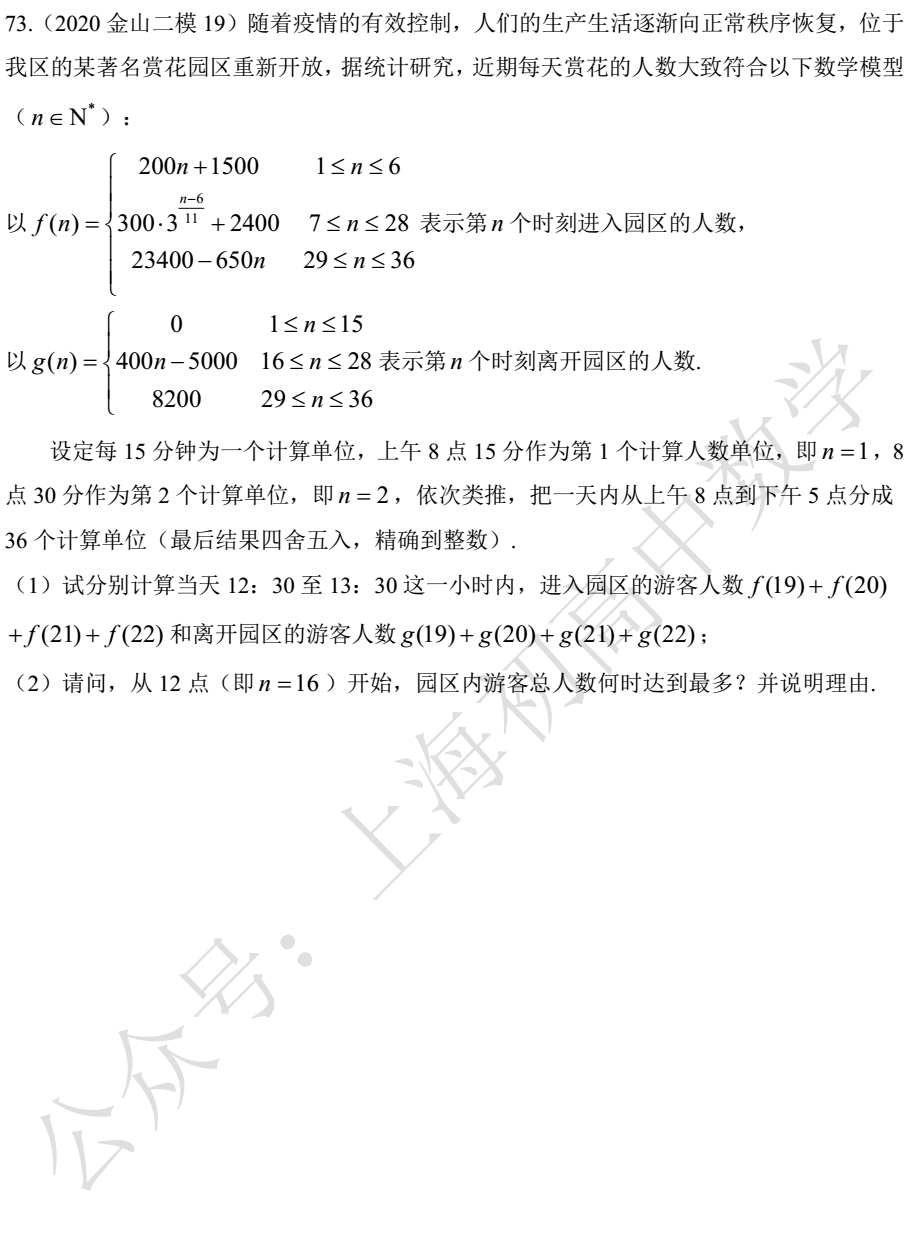 73.（2020 金山二模 19）随着疫情的有效控制，人们的生产生活逐渐向正常秩序恢复，位于
我区的某著名赏花园区重新开放，据统计研究，近期每天赏花的人数大致符合以下数学模型
（n∈N*）：
以 f(n) = { 200n+1500 1≤n≤6
300·3^((n−6)/11) + 2400 7≤n≤28 表示第 n 个时刻进入园区的人数，
23400−650n 29≤n≤36
以 g(n) = { 0 1≤n≤15
400n−5000 16≤n≤28 表示第 n 个时刻离开园区的人数.
8200 29≤n≤36
设定每 15 分钟为一个计算单位，上午 8 点 15 分作为第 1 个计算人数单位，即 n=1，8
点 30 分作为第 2 个计算单位，即 n=2，依次类推，把一天内从上午 8 点到下午 5 点分成
36 个计算单位（最后结果四舍五入，精确到整数）.
（1）试分别计算当天 12：30 至 13：30 这一小时内，进入园区的游客人数 f(19)+f(20)
+f(21)+f(22) 和离开园区的游客人数 g(19)+g(20)+g(21)+g(22)；
（2）请问，从 12 点（即 n=16）开始，园区内游客总人数何时达到最多？并说明理由.
公众号：上海初高中数学